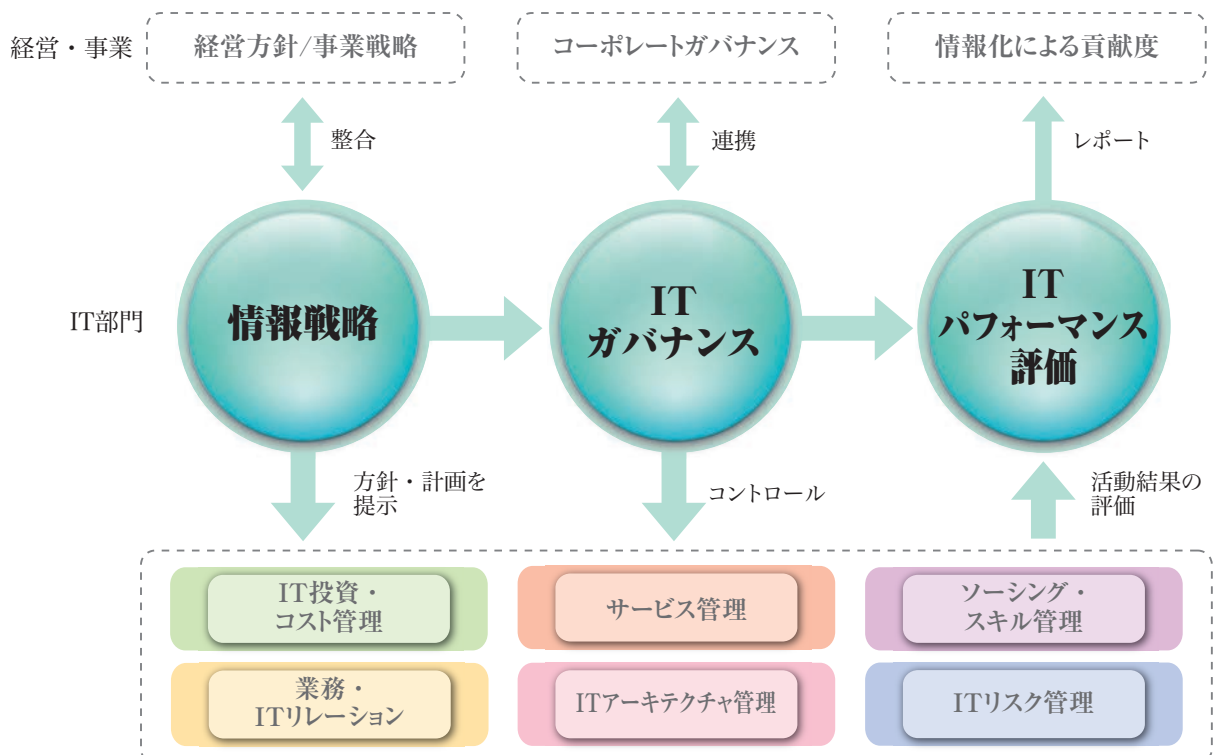 経営・事業
経営方針/事業戦略
コーポレートガバナンス
情報化による貢献度
整合
連携
レポート
IT部門
情報戦略
IT
ガバナンス
IT
パフォーマンス
評価
方針・計画を
提示
コントロール
活動結果の
評価
IT投資・
コスト管理
サービス管理
ソーシング・
スキル管理
業務・
ITリレーション
ITアーキテクチャ管理
ITリスク管理